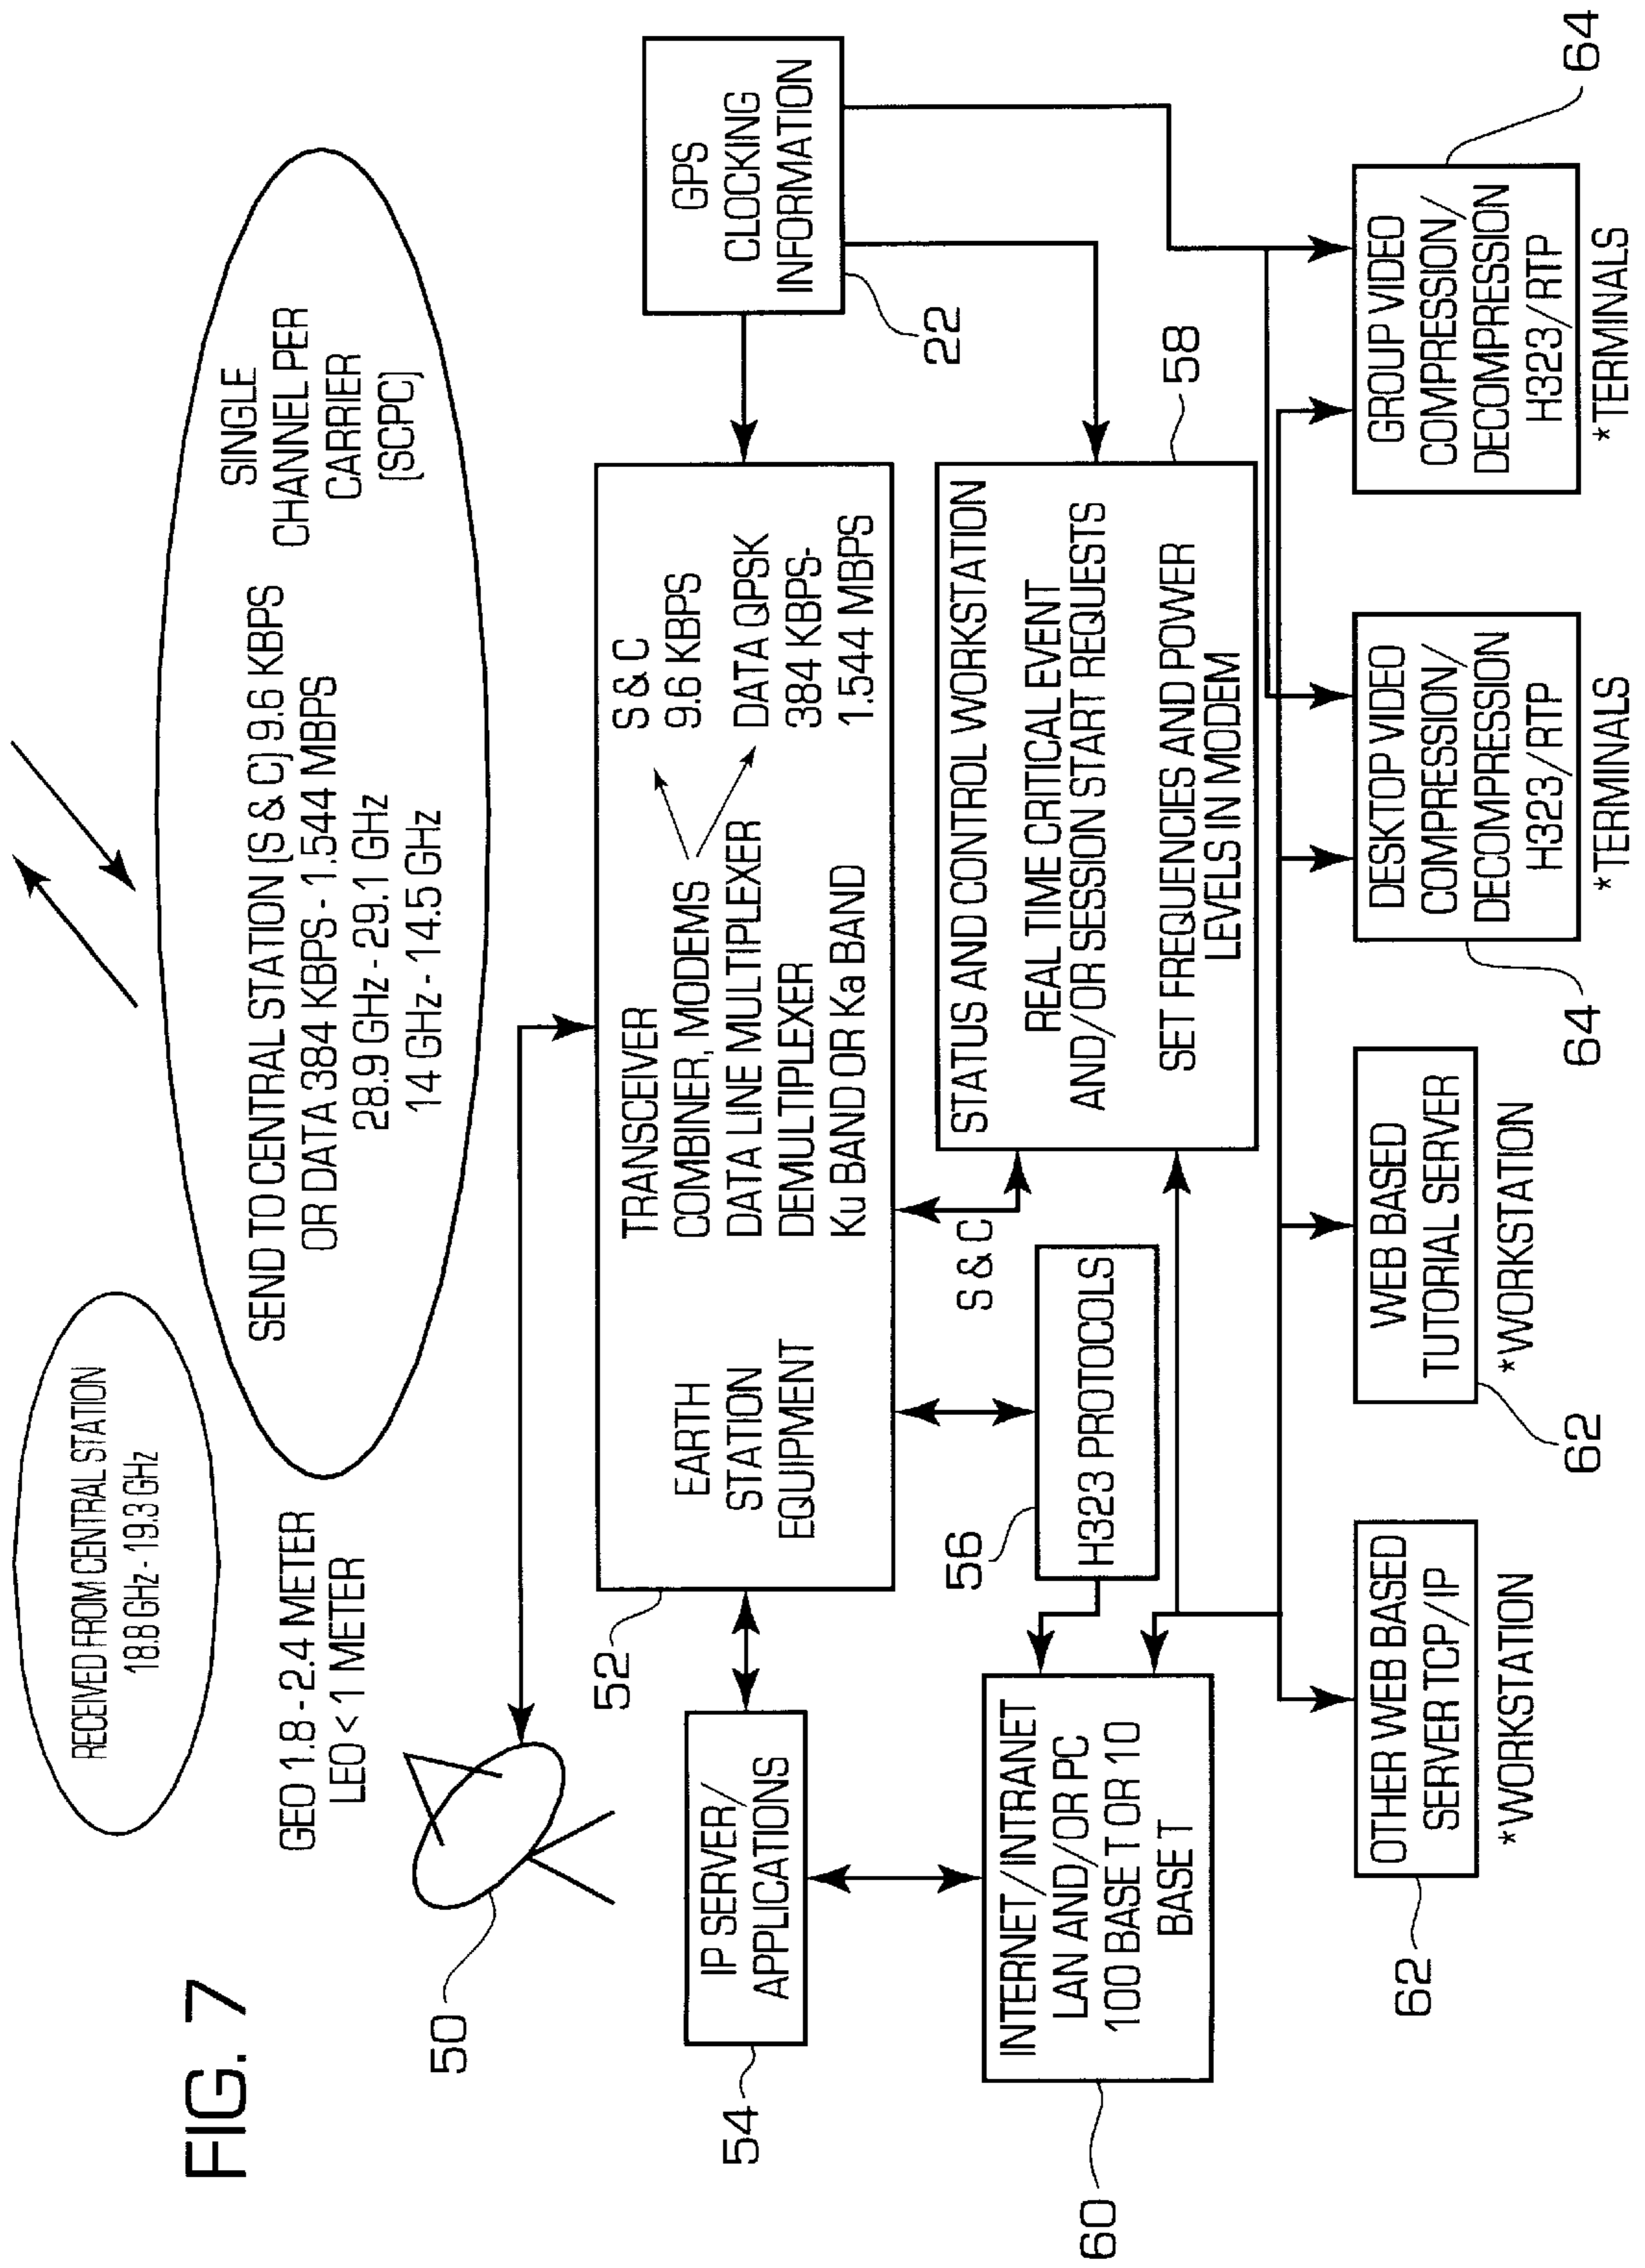 FIG. 7
RECEIVED FROM CENTRAL STATION
18.8 GHz - 19.3 GHz
SEND TO CENTRAL STATION (S & C) 9.6 KBPS
OR DATA 384 KBPS - 1.544 MBPS
28.9 GHz - 29.1 GHz
14 GHz - 14.5 GHz
SINGLE
CHANNEL PER
CARRIER
(SCPC)
GEO 1.8 - 2.4 METER
LEO < 1 METER
50
52
EARTH
STATION
EQUIPMENT
TRANSCEIVER
COMBINER, MODEMS
DATA LINE MULTIPLEXER
DEMULTIPLEXER
Ku BAND OR Ka BAND
S & C
9.6 KBPS
DATA QPSK
384 KBPS-
1.544 MBPS
GPS
CLOCKING
INFORMATION
22
IP SERVER/
APPLICATIONS
54
56
H323 PROTOCOLS
S & C
STATUS AND CONTROL WORKSTATION
REAL TIME CRITICAL EVENT
AND/OR SESSION START REQUESTS
SET FREQUENCIES AND POWER
LEVELS IN MODEM
58
INTERNET/INTRANET
LAN AND/OR PC
100 BASE T OR 10
BASE T
60
OTHER WEB BASED
SERVER TCP/IP
*WORKSTATION
62
WEB BASED
TUTORIAL SERVER
*WORKSTATION
62
DESKTOP VIDEO
COMPRESSION/
DECOMPRESSION
H323/RTP
*TERMINALS
64
GROUP VIDEO
COMPRESSION/
DECOMPRESSION
H323/RTP
*TERMINALS
64